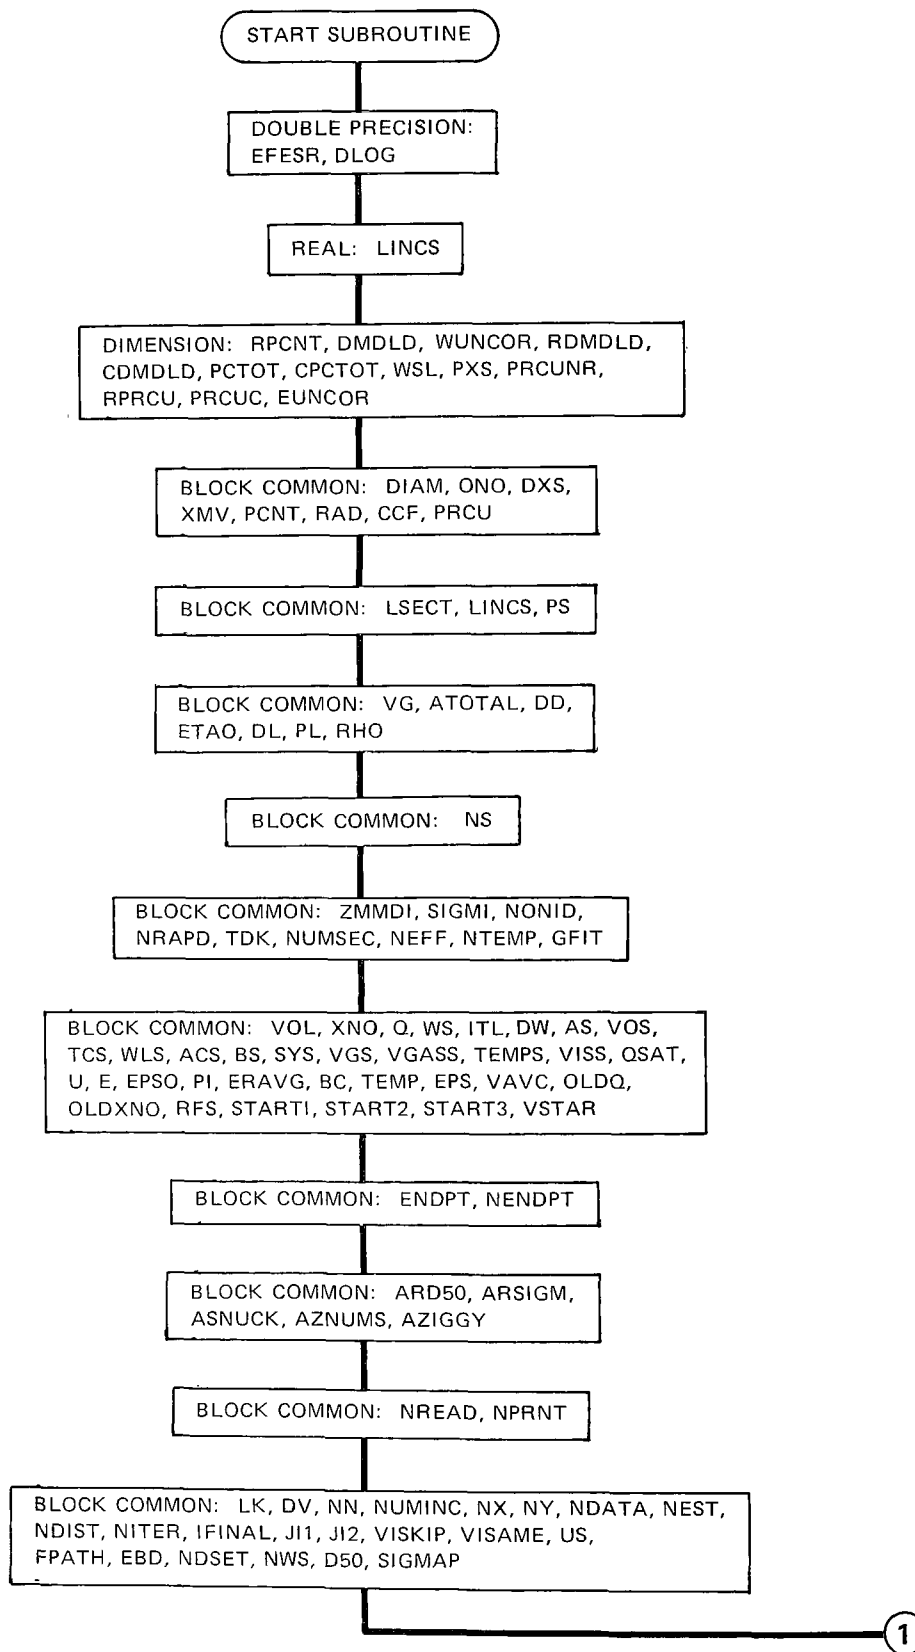 START SUBROUTINE
DOUBLE PRECISION:
EFESR, DLOG
REAL: LINCS
DIMENSION: RPCNT, DMDLD, WUNCOR, RDMDLD,
CDMDLD, PCTOT, CPCTOT, WSL, PXS, PRCUNR,
RPRCU, PRCUC, EUNCOR
BLOCK COMMON: DIAM, ONO, DXS,
XMV, PCNT, RAD, CCF, PRCU
BLOCK COMMON: LSECT, LINCS, PS
BLOCK COMMON: VG, ATOTAL, DD,
ETAO, DL, PL, RHO
BLOCK COMMON: NS
BLOCK COMMON: ZMMDI, SIGMI, NONID,
NRAPD, TDK, NUMSEC, NEFF, NTEMP, GFIT
BLOCK COMMON: VOL, XNO, Q, WS, ITL, DW, AS, VOS,
TCS, WLS, ACS, BS, SYS, VGS, VGASS, TEMPS, VISS, QSAT,
U, E, EPSO, PI, ERAVG, BC, TEMP, EPS, VAVC, OLDQ,
OLDXNO, RFS, START1, START2, START3, VSTAR
BLOCK COMMON: ENDPT, NENDPT
BLOCK COMMON: ARD50, ARSIGM,
ASNUCK, AZNUMS, AZIGGY
BLOCK COMMON: NREAD, NPRNT
BLOCK COMMON: LK, DV, NN, NUMINC, NX, NY, NDATA, NEST,
NDIST, NITER, IFINAL, JI1, JI2, VISKIP, VISAME, US,
FPATH, EBD, NDSET, NWS, D50, SIGMAP
1